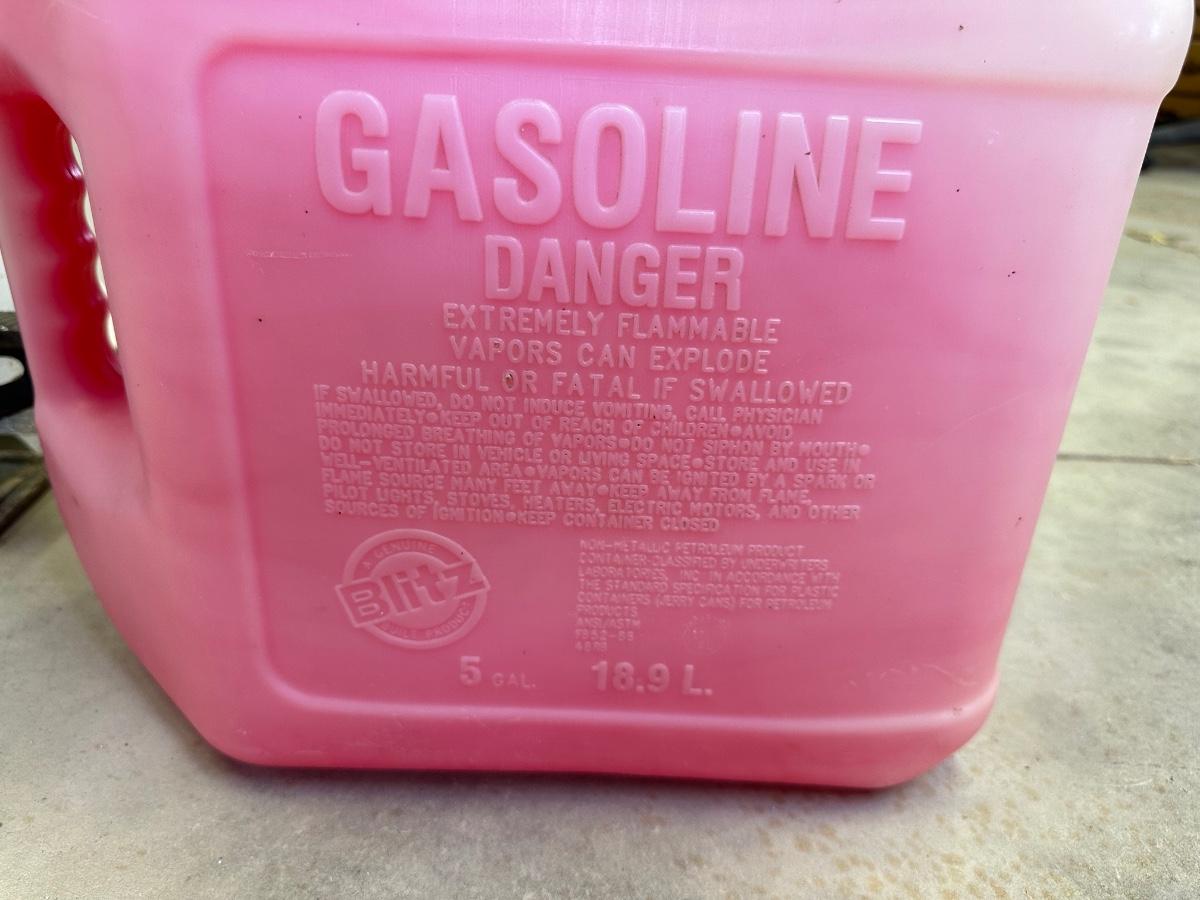 GASOLINE
DANGER
EXTREMELY FLAMMABLE
VAPORS CAN EXPLODE
HARMFUL OR FATAL IF SWALLOWED
IF SWALLOWED, DO NOT INDUCE VOMITING, CALL PHYSICIAN
IMMEDIATELY•KEEP OUT OF REACH OF CHILDREN•AVOID
PROLONGED BREATHING OF VAPORS•DO NOT SIPHON BY MOUTH•
DO NOT STORE IN VEHICLE OR LIVING SPACE•STORE AND USE IN
WELL-VENTILATED AREA•VAPORS CAN BE IGNITED BY A SPARK OR
FLAME SOURCE MANY FEET AWAY•KEEP AWAY FROM FLAME,
PILOT LIGHTS, STOVES, HEATERS, ELECTRIC MOTORS, AND OTHER
SOURCES OF IGNITION•KEEP CONTAINER CLOSED
A GENUINE
Blitz
PRODUCT
NON-METALLIC PETROLEUM PRODUCT
CONTAINER CLASSIFIED BY UNDERWRITERS
LABORATORIES, INC. IN ACCORDANCE WITH
THE STANDARD SPECIFICATION FOR PLASTIC
CONTAINERS (JERRY CANS) FOR PETROLEUM
PRODUCTS
ANSI/ASTM
F852-86
5 GAL. 18.9 L.